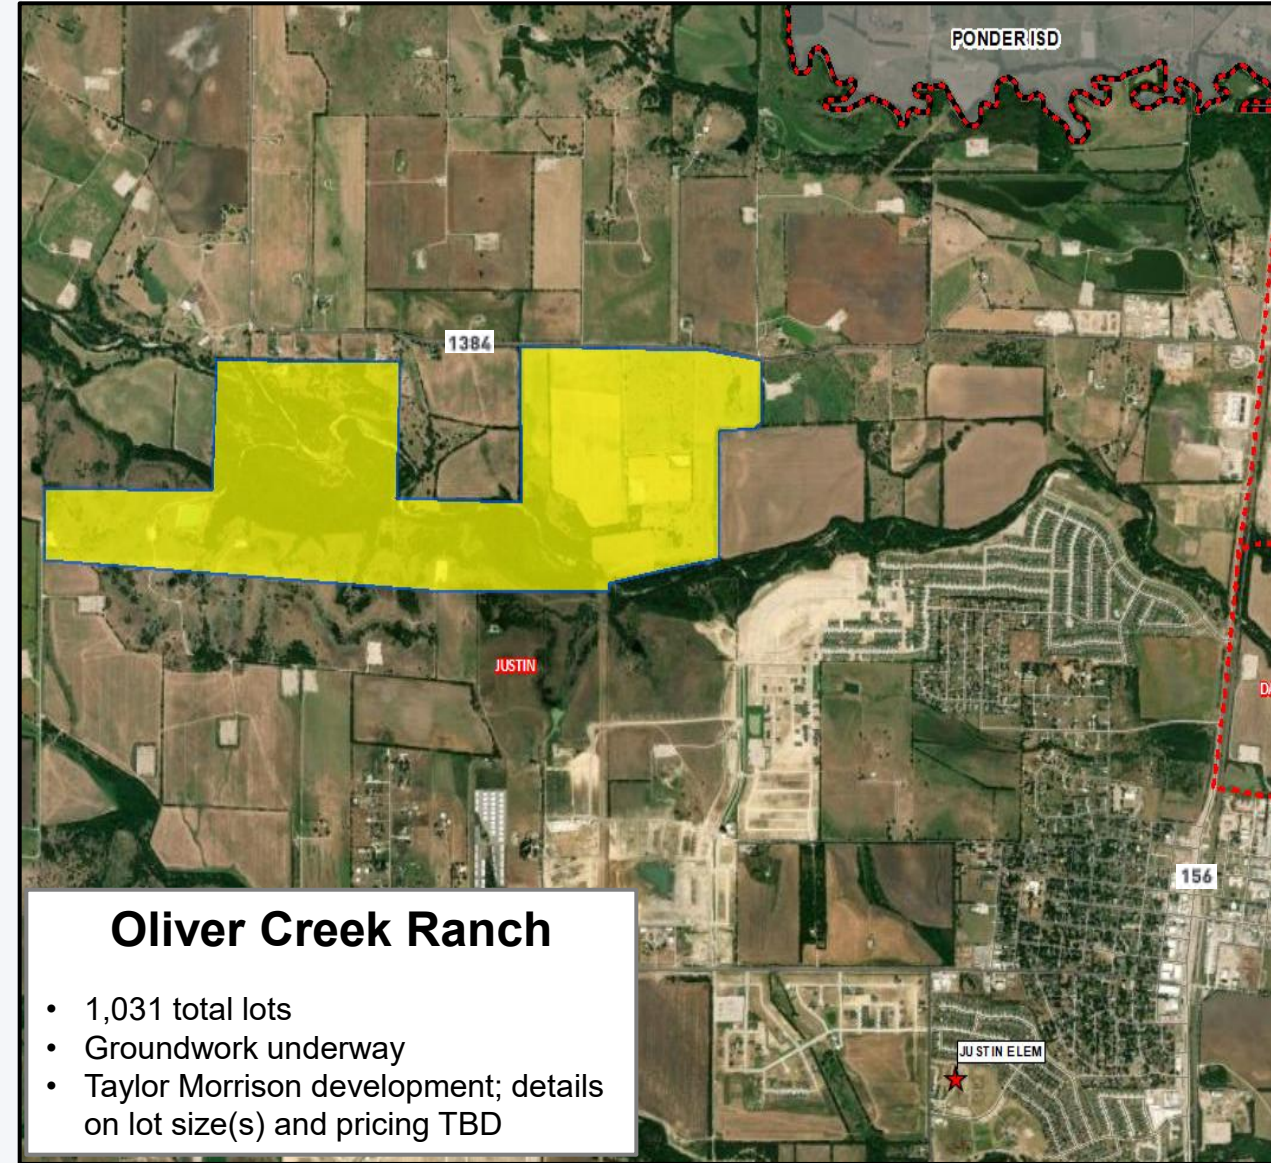 PONDER ISD
1384
JUSTIN
156
Oliver Creek Ranch
• 1,031 total lots
• Groundwork underway
• Taylor Morrison development; details
on lot size(s) and pricing TBD
JUSTIN ELEM